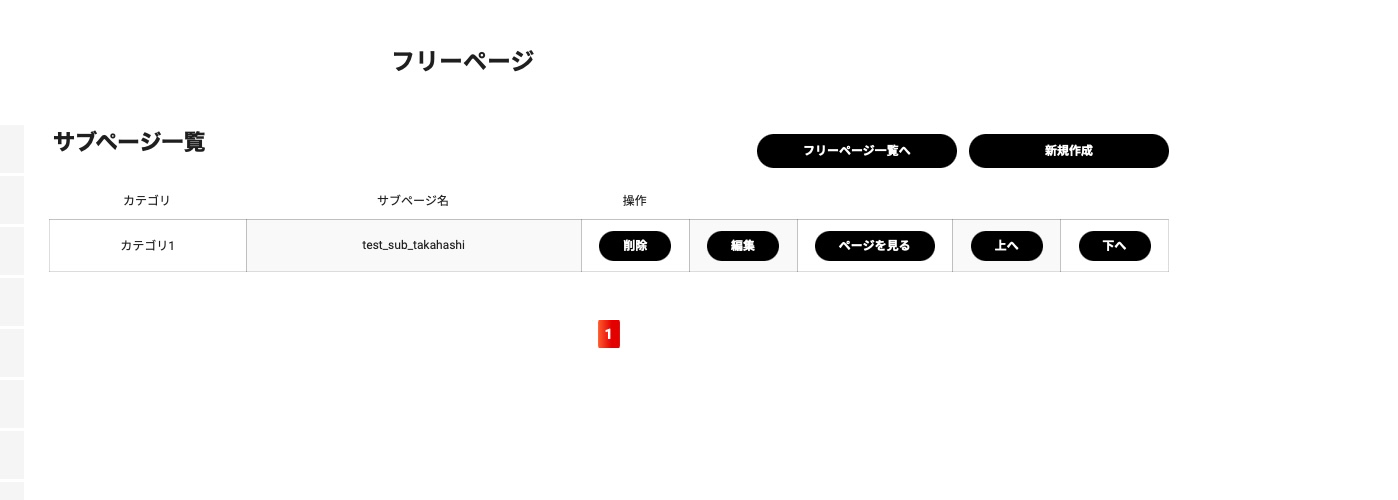 フリーページ
サブページ一覧
フリーページ一覧へ 新規作成
カテゴリ サブページ名 操作
カテゴリ1 test_sub_takahashi 削除 編集 ページを見る 上へ 下へ
1